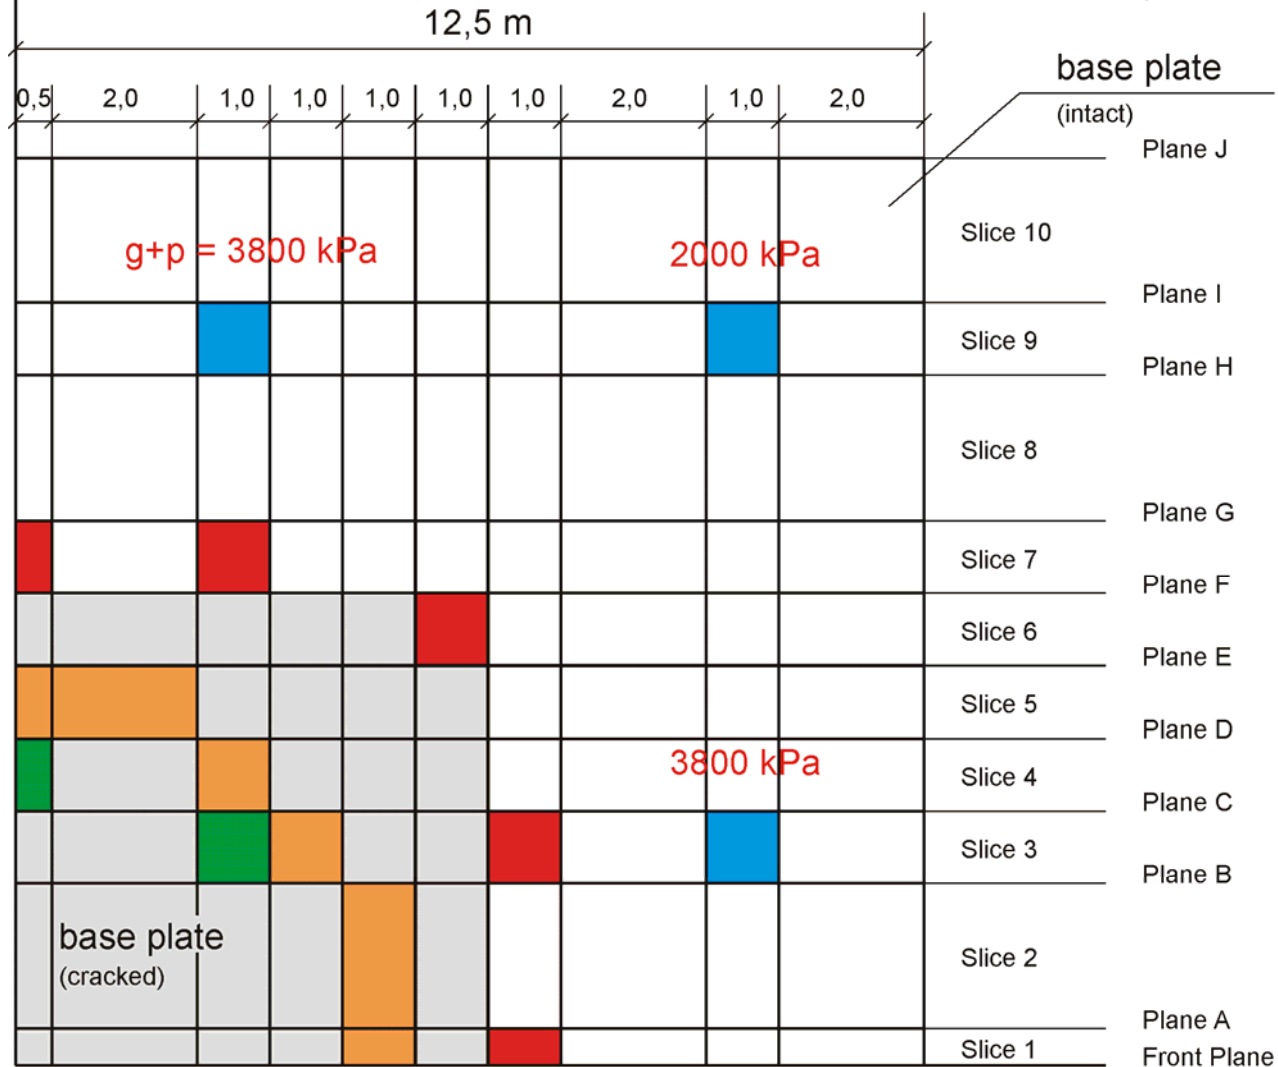 12,5 m
base plate
(intact)
0,5 2,0 1,0 1,0 1,0 1,0 1,0 2,0 1,0 2,0
Plane J
Slice 10
g+p = 3800 kPa 2000 kPa
Plane I
Slice 9
Plane H
Slice 8
Plane G
Slice 7
Plane F
Slice 6
Plane E
Slice 5
Plane D
3800 kPa
Slice 4
Plane C
Slice 3
Plane B
base plate
(cracked)
Slice 2
Plane A
Slice 1
Front Plane